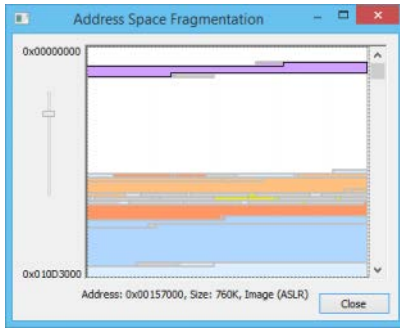 Address Space Fragmentation
0x00000000
0x010D3000
Address: 0x00157000, Size: 760K, Image (ASLR)
Close